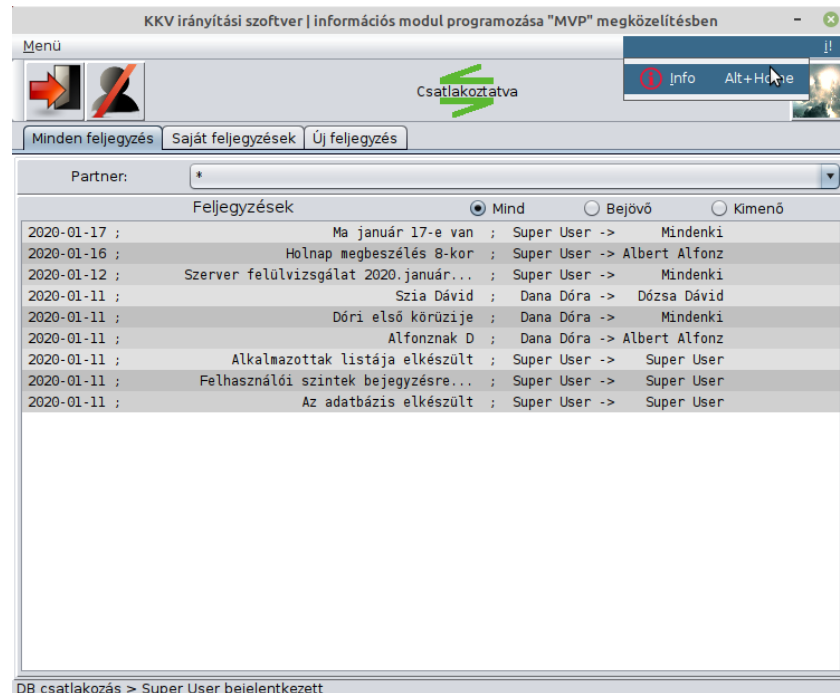 KKV irányítási szoftver | információs modul programozása "MVP" megközelítésben
Menü i!
Csatlakoztatva
Info Alt+Home
Minden feljegyzés Saját feljegyzések Új feljegyzés
Partner: *
Feljegyzések Mind Bejövő Kimenő
2020-01-17 ; Ma január 17-e van ; Super User -> Mindenki
2020-01-16 ; Holnap megbeszélés 8-kor ; Super User -> Albert Alfonz
2020-01-12 ; Szerver felülvizsgálat 2020.január... ; Super User -> Mindenki
2020-01-11 ; Szia Dávid ; Dana Dóra -> Dózsa Dávid
2020-01-11 ; Dóri első körüzije ; Dana Dóra -> Mindenki
2020-01-11 ; Alfonznak D ; Dana Dóra -> Albert Alfonz
2020-01-11 ; Alkalmazottak listája elkészült ; Super User -> Super User
2020-01-11 ; Felhasználói szintek bejegyzésre... ; Super User -> Super User
2020-01-11 ; Az adatbázis elkészült ; Super User -> Super User
DB csatlakozás > Super User bejelentkezett